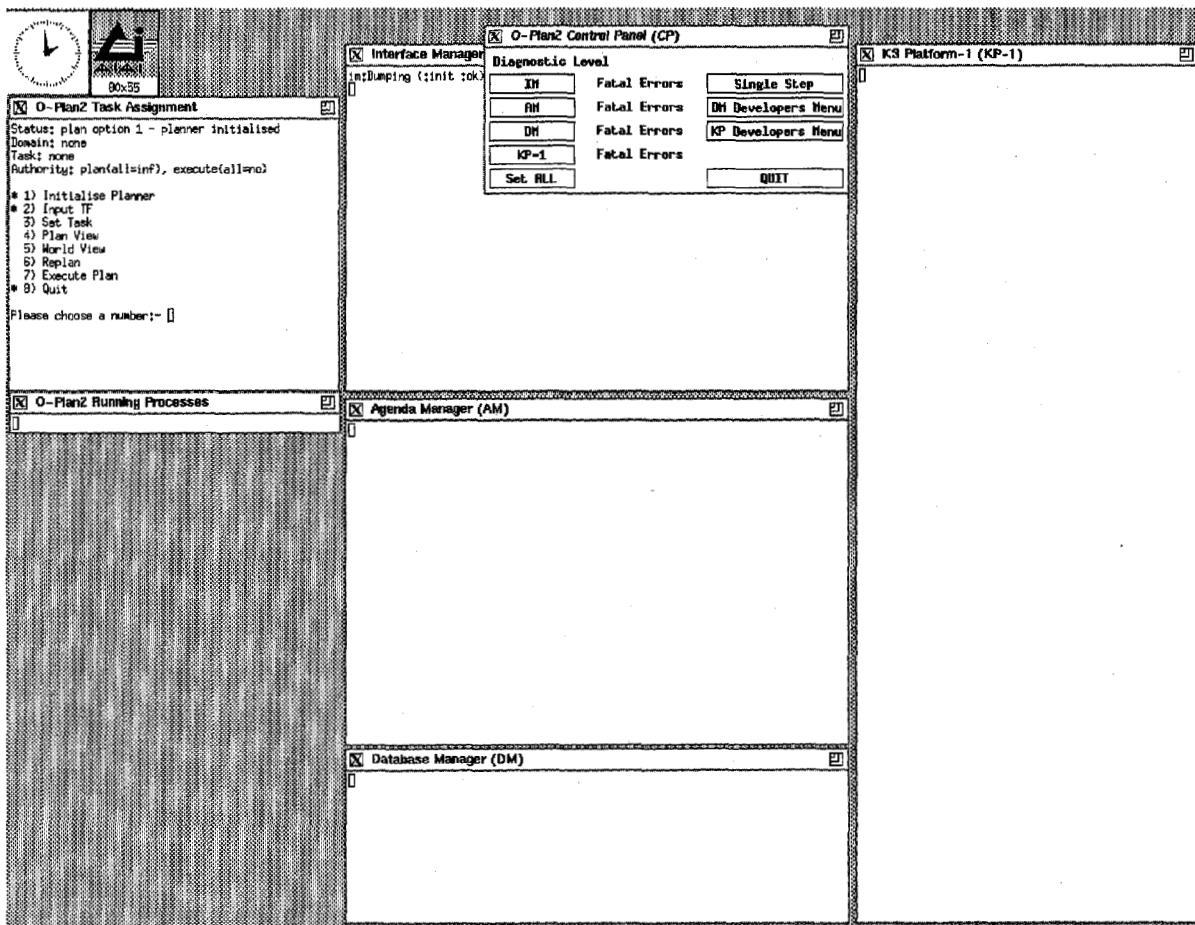 80x55
O-Plan2 Task Assignment
Status: plan option 1 - planner initialised
Domain: none
Task: none
Authority: plan(all=inf), execute(all=no)
* 1) Initialise Planner
* 2) Input TF
3) Set Task
4) Plan View
5) World View
6) Replan
7) Execute Plan
* 8) Quit
Please choose a number:-
O-Plan2 Running Processes
Interface Manager
im:Dumping (:init :ok)
O-Plan2 Control Panel (CP)
Diagnostic Level
IM Fatal Errors Single Step
AM Fatal Errors DM Developers Menu
DM Fatal Errors KP Developers Menu
KP-1 Fatal Errors
Set ALL QUIT
Agenda Manager (AM)
Database Manager (DM)
KS Platform-1 (KP-1)